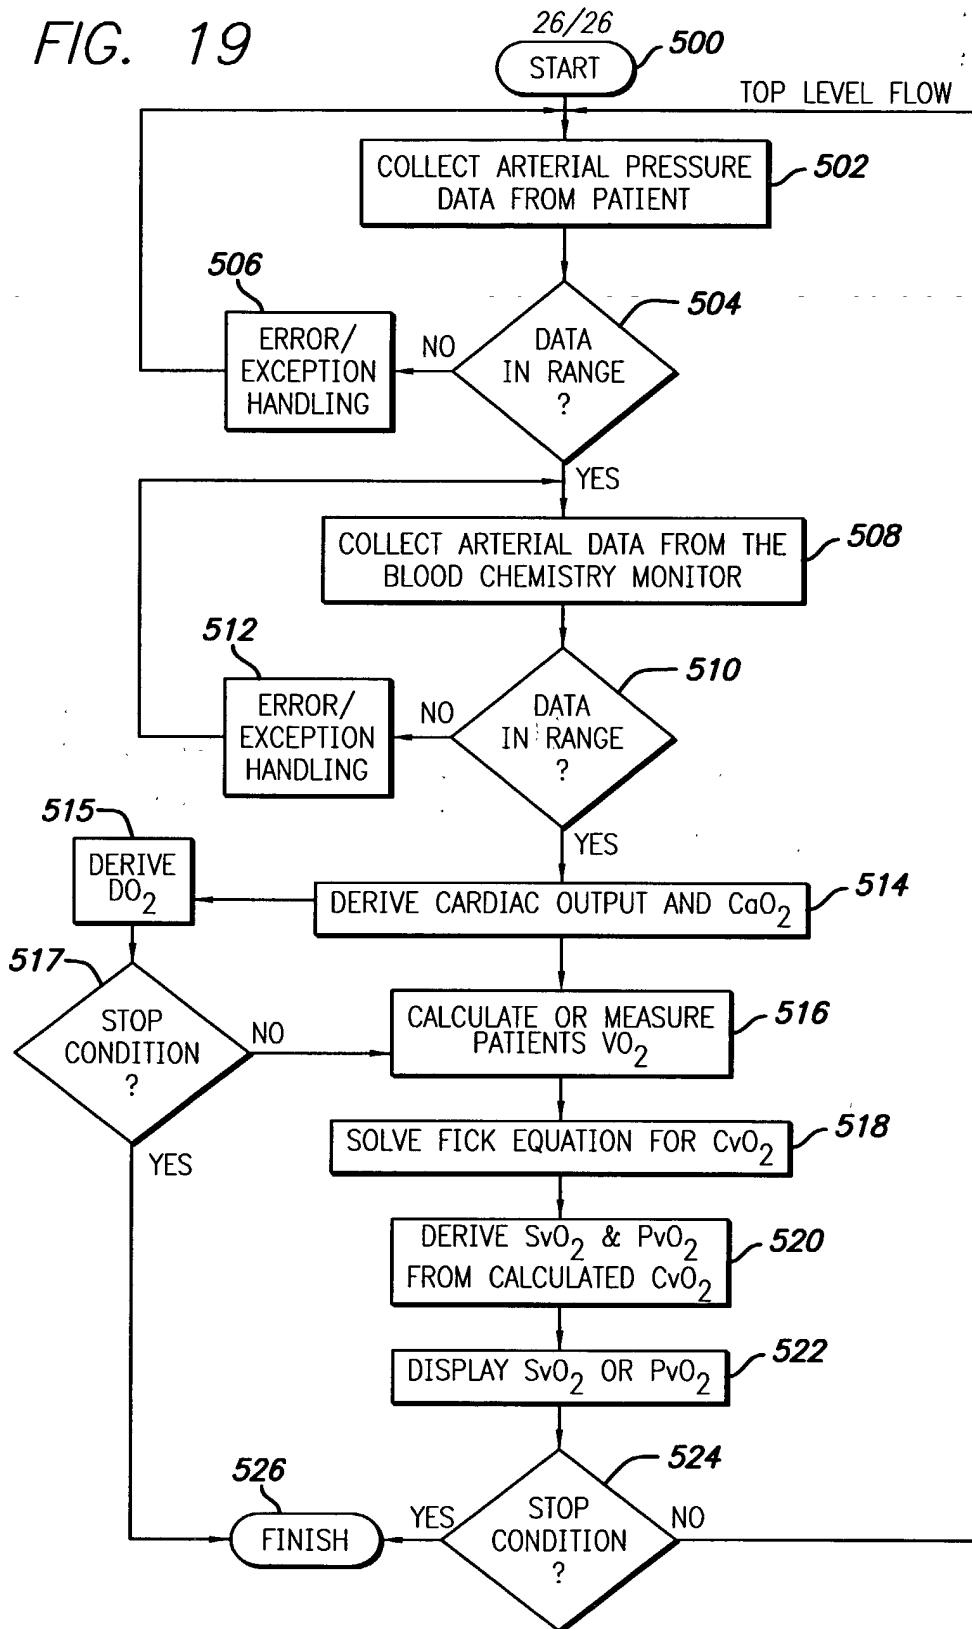 FIG. 19
26/26
START
500
TOP LEVEL FLOW
COLLECT ARTERIAL PRESSURE
DATA FROM PATIENT
502
506
504
ERROR/
EXCEPTION
HANDLING
NO
DATA
IN RANGE
?
YES
COLLECT ARTERIAL DATA FROM THE
BLOOD CHEMISTRY MONITOR
508
512
510
ERROR/
EXCEPTION
HANDLING
NO
DATA
IN RANGE
?
YES
515
DERIVE
DO2
DERIVE CARDIAC OUTPUT AND CaO2
514
517
STOP
CONDITION
?
NO
YES
CALCULATE OR MEASURE
PATIENTS VO2
516
SOLVE FICK EQUATION FOR CvO2
518
DERIVE SvO2 & PvO2
FROM CALCULATED CvO2
520
DISPLAY SvO2 OR PvO2
522
524
526
FINISH
YES
STOP
CONDITION
?
NO